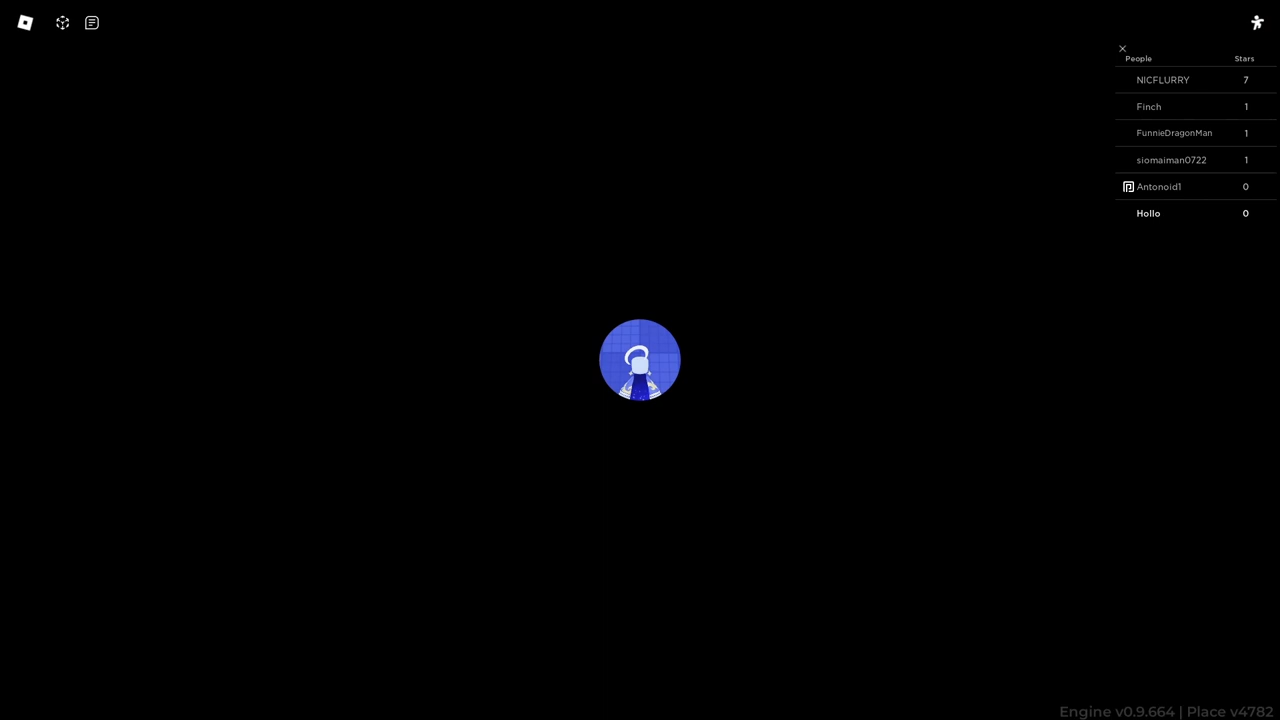 People Stars
NICFLURRY 7
Finch 1
FunnieDragonMan 1
siomaiman0722 1
Antonoid1 0
Hollo 0
Engine v0.9.664 | Place v4782